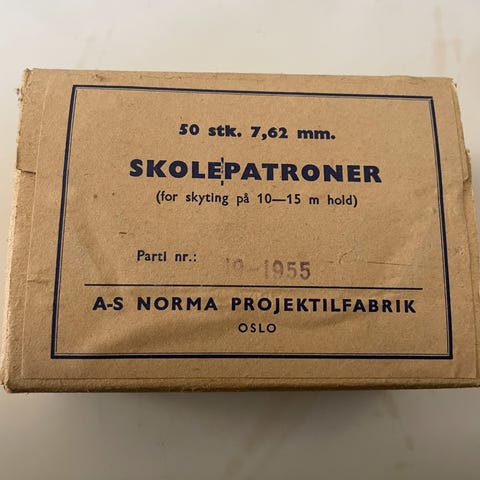 50 stk. 7,62 mm.
SKOLEPATRONER
(for skyting på 10—15 m hold)
Parti nr.: -1955
A-S NORMA PROJEKTILFABRIK
OSLO